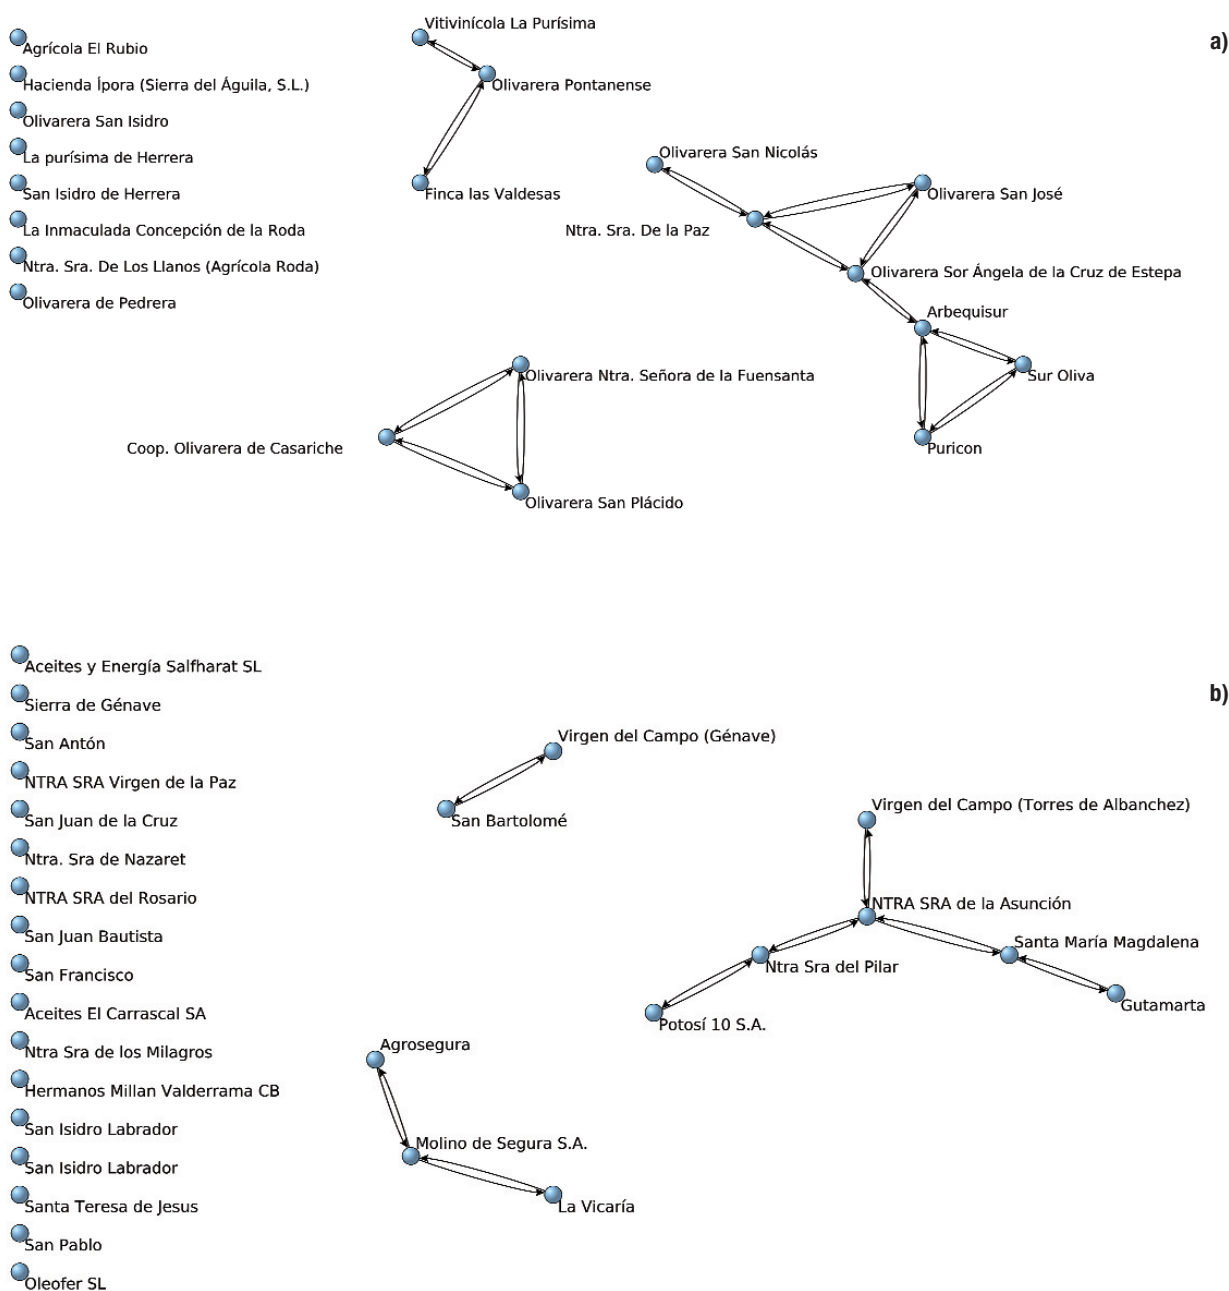 a)
Agrícola El Rubio
Hacienda Ípora (Sierra del Águila, S.L.)
Olivarera San Isidro
La purísima de Herrera
San Isidro de Herrera
La Inmaculada Concepción de la Roda
Ntra. Sra. De Los Llanos (Agrícola Roda)
Olivarera de Pedrera
Vitivinícola La Purísima
Olivarera Pontanense
Finca las Valdesas
Olivarera San Nicolás
Olivarera San José
Ntra. Sra. De la Paz
Olivarera Sor Ángela de la Cruz de Estepa
Arbequisur
Sur Oliva
Puricon
Olivarera Ntra. Señora de la Fuensanta
Coop. Olivarera de Casariche
Olivarera San Plácido
b)
Aceites y Energía Salfharat SL
Sierra de Génave
San Antón
NTRA SRA Virgen de la Paz
San Juan de la Cruz
Ntra. Sra de Nazaret
NTRA SRA del Rosario
San Juan Bautista
San Francisco
Aceites El Carrascal SA
Ntra Sra de los Milagros
Hermanos Millan Valderrama CB
San Isidro Labrador
San Isidro Labrador
Santa Teresa de Jesus
San Pablo
Oleofer SL
Virgen del Campo (Génave)
San Bartolomé
Virgen del Campo (Torres de Albanchez)
NTRA SRA de la Asunción
Santa María Magdalena
Ntra Sra del Pilar
Gutamarta
Potosí 10 S.A.
Agrosegura
Molino de Segura S.A.
La Vicaría